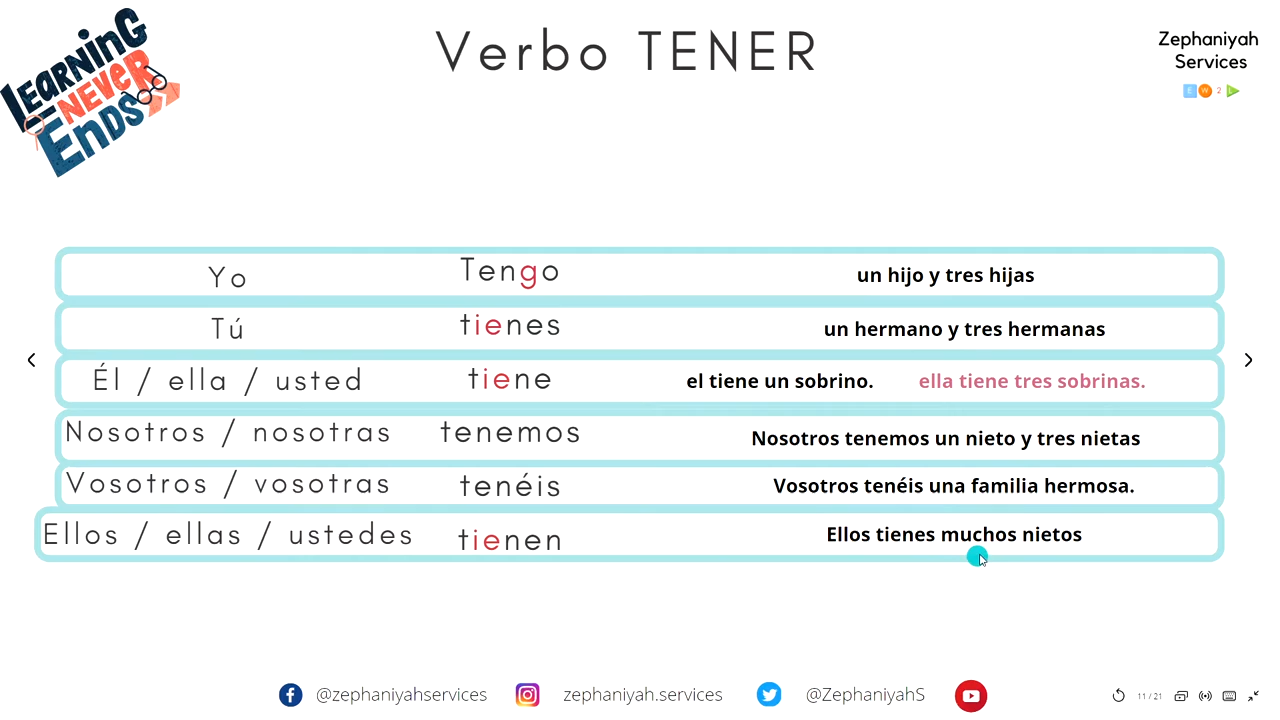 LEARNING
NEVER
ENDS
Verbo TENER
Zephaniyah
Services
E W 2
Yo Tengo un hijo y tres hijas
Tú tienes un hermano y tres hermanas
Él / ella / usted tiene el tiene un sobrino. ella tiene tres sobrinas.
Nosotros / nosotras tenemos Nosotros tenemos un nieto y tres nietas
Vosotros / vosotras tenéis Vosotros tenéis una familia hermosa.
Ellos / ellas / ustedes tienen Ellos tienes muchos nietos
@zephaniyahservices zephaniyah.services @ZephaniyahS
11 / 21